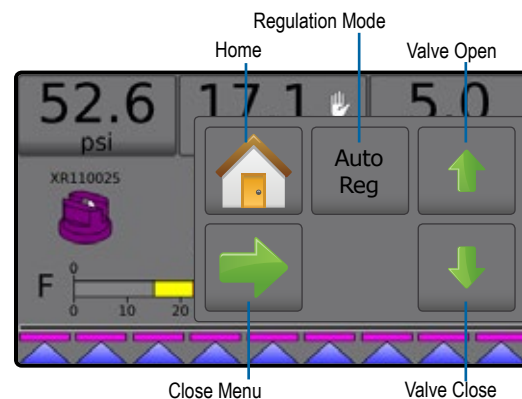 Regulation Mode
Home
Valve Open
52.6
17.1
5.0
psi
Auto
Reg
XR110025
F
0
0
10
20
Close Menu
Valve Close